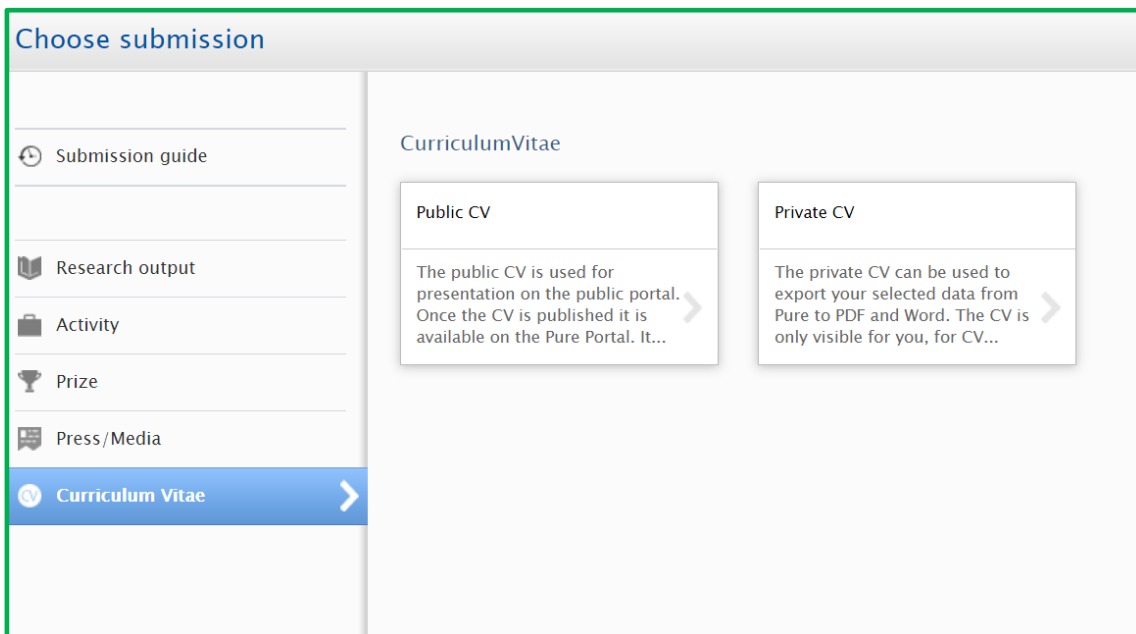 Choose submission
Submission guide
Research output
Activity
Prize
Press/Media
CV Curriculum Vitae
CurriculumVitae
Public CV
The public CV is used for
presentation on the public portal.
Once the CV is published it is
available on the Pure Portal. It...
Private CV
The private CV can be used to
export your selected data from
Pure to PDF and Word. The CV is
only visible for you, for CV...